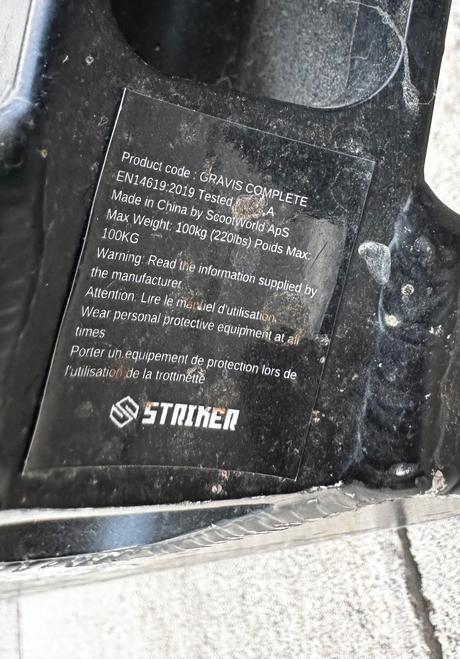 Product code : GRAVIS COMPLETE
EN14619:2019 Tested A
Made in China by ScootWorld ApS
Max Weight: 100kg (220lbs) Poids Max:
100KG
Warning: Read the information supplied by
the manufacturer
Attention: Lire le manuel d'utilisation.
Wear personal protective equipment at all
times
Porter un equipement de protection lors de
l'utilisation de la trottinette
STRIKER